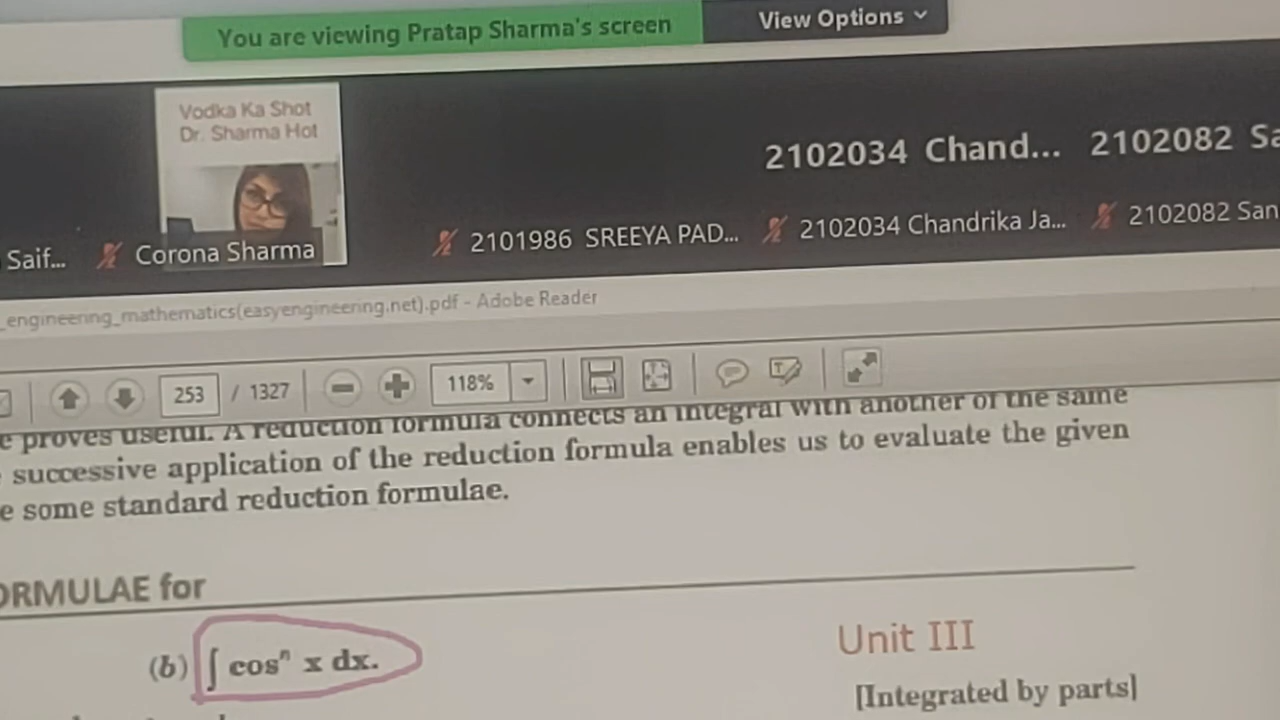 You are viewing Pratap Sharma's screen
View Options
Vodka Ka Shot
Dr. Sharma Hot
2102034 Chand...
2102082 Sa
Saif...
Corona Sharma
2101986 SREEYA PAD...
2102034 Chandrika Ja...
2102082 San
_engineering_mathematics(easyengineering.net).pdf - Adobe Reader
253 / 1327
118%
e proves useful. A reduction formula connects an integral with another of the same
successive application of the reduction formula enables us to evaluate the given
e some standard reduction formulae.
ORMULAE for
(b) ∫ cosⁿ x dx.
Unit III
[Integrated by parts]